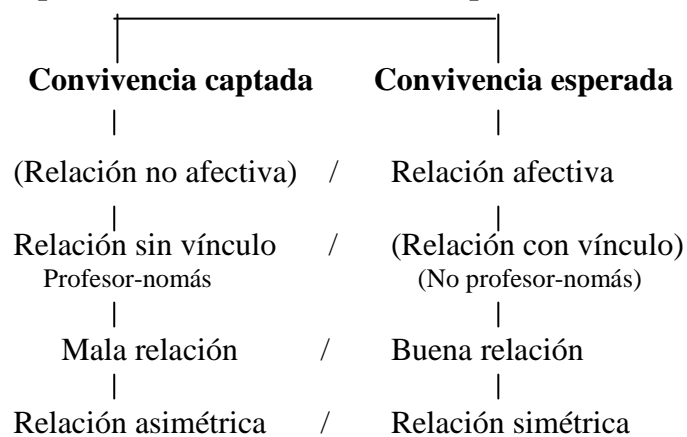 Convivencia captada Convivencia esperada
(Relación no afectiva) / Relación afectiva
Relación sin vínculo / (Relación con vínculo)
Profesor-nomás (No profesor-nomás)
Mala relación / Buena relación
Relación asimétrica / Relación simétrica